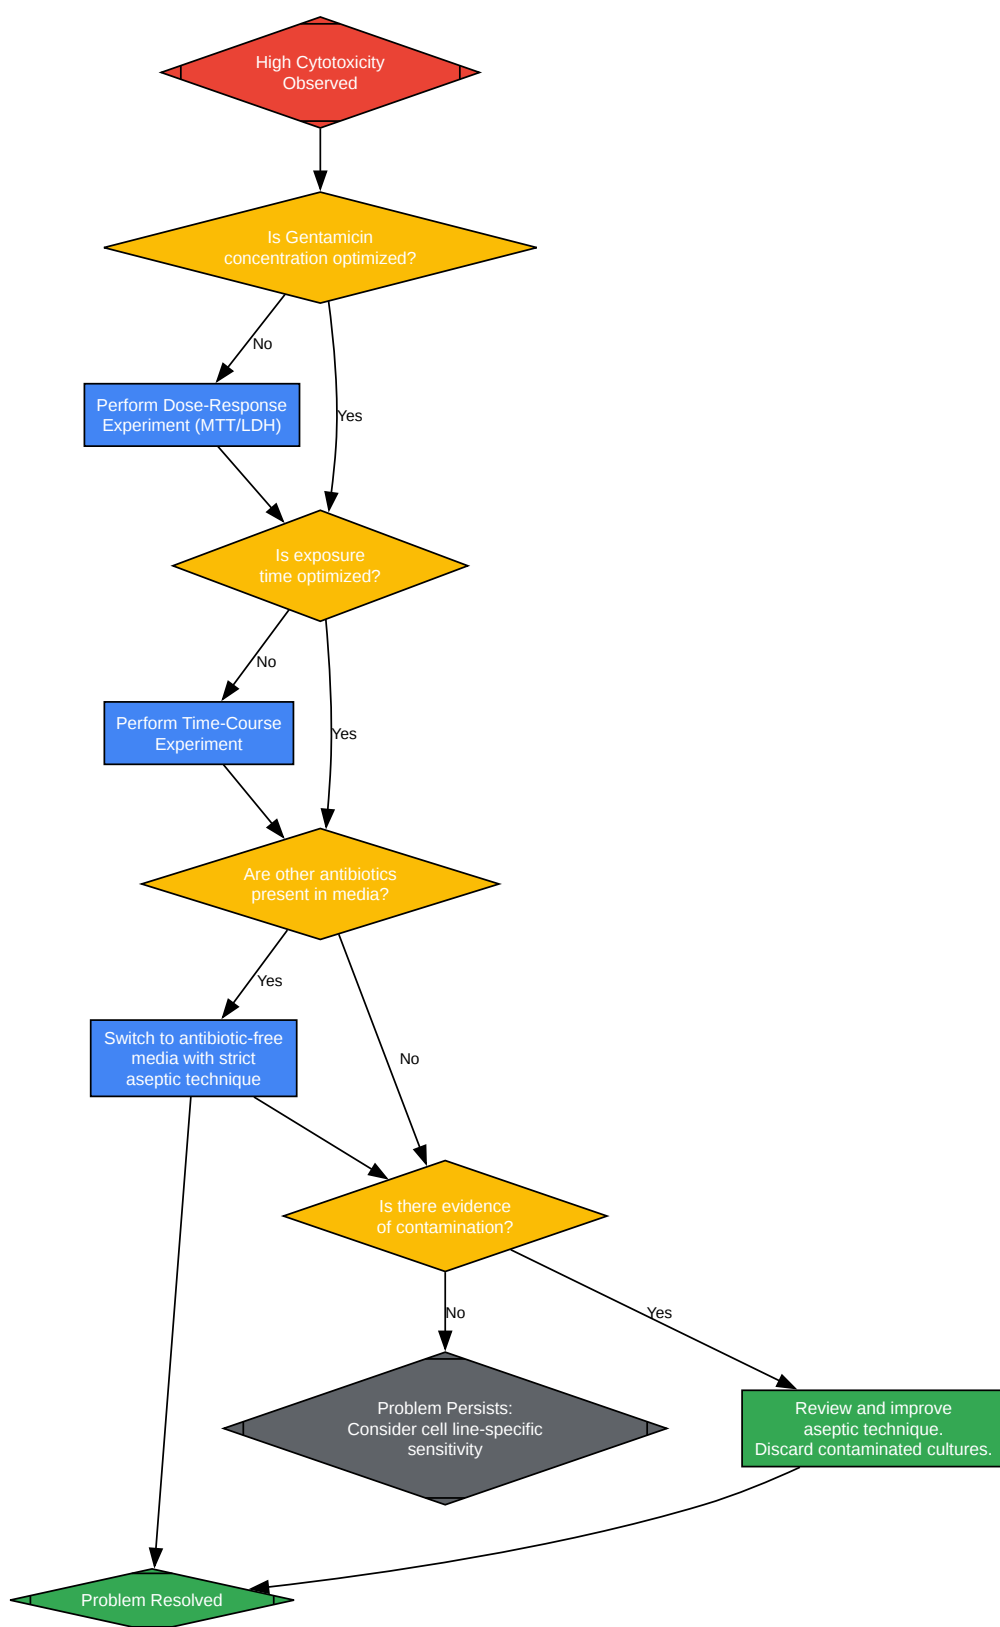 High Cytotoxicity
Observed
Is Gentamicin
concentration optimized?
No
Yes
Perform Dose-Response
Experiment (MTT/LDH)
Is exposure
time optimized?
No
Yes
Perform Time-Course
Experiment
Are other antibiotics
present in media?
Yes
No
Switch to antibiotic-free
media with strict
aseptic technique
Is there evidence
of contamination?
No
Yes
Problem Persists:
Consider cell line-specific
sensitivity
Review and improve
aseptic technique.
Discard contaminated cultures.
Problem Resolved